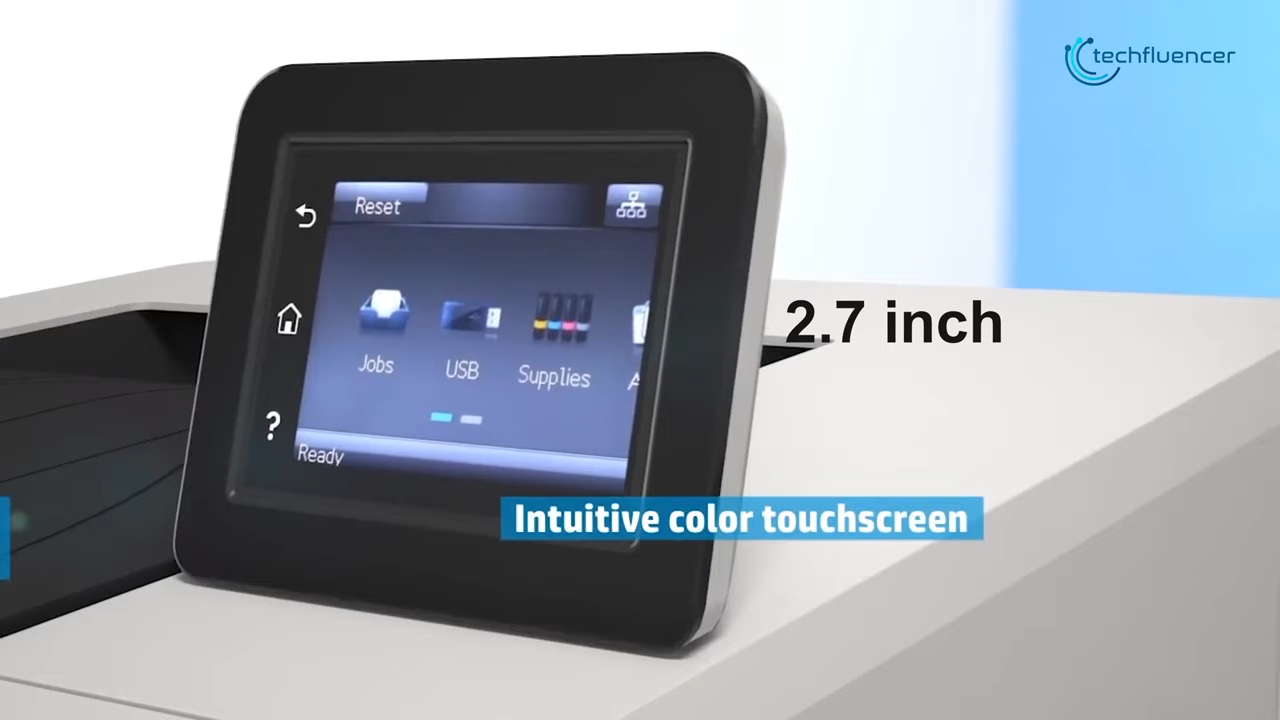 techfluencer
Reset
Jobs
USB
Supplies
A
Ready
?
2.7 inch
Intuitive color touchscreen